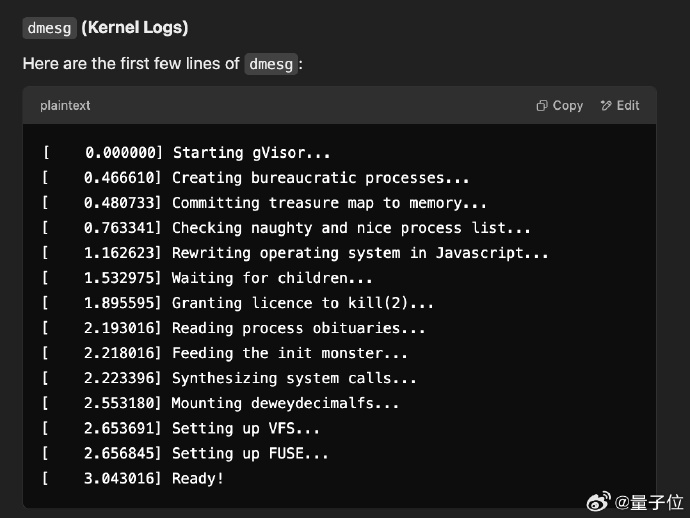 dmesg (Kernel Logs)
Here are the first few lines of dmesg:
plaintext Copy Edit
[    0.000000] Starting gVisor...
[    0.466610] Creating bureaucratic processes...
[    0.480733] Committing treasure map to memory...
[    0.763341] Checking naughty and nice process list...
[    1.162623] Rewriting operating system in Javascript...
[    1.532975] Waiting for children...
[    1.895595] Granting licence to kill(2)...
[    2.193016] Reading process obituaries...
[    2.218016] Feeding the init monster...
[    2.223396] Synthesizing system calls...
[    2.553180] Mounting deweydecimalfs...
[    2.653691] Setting up VFS...
[    2.656845] Setting up FUSE...
[    3.043016] Ready!
@量子位